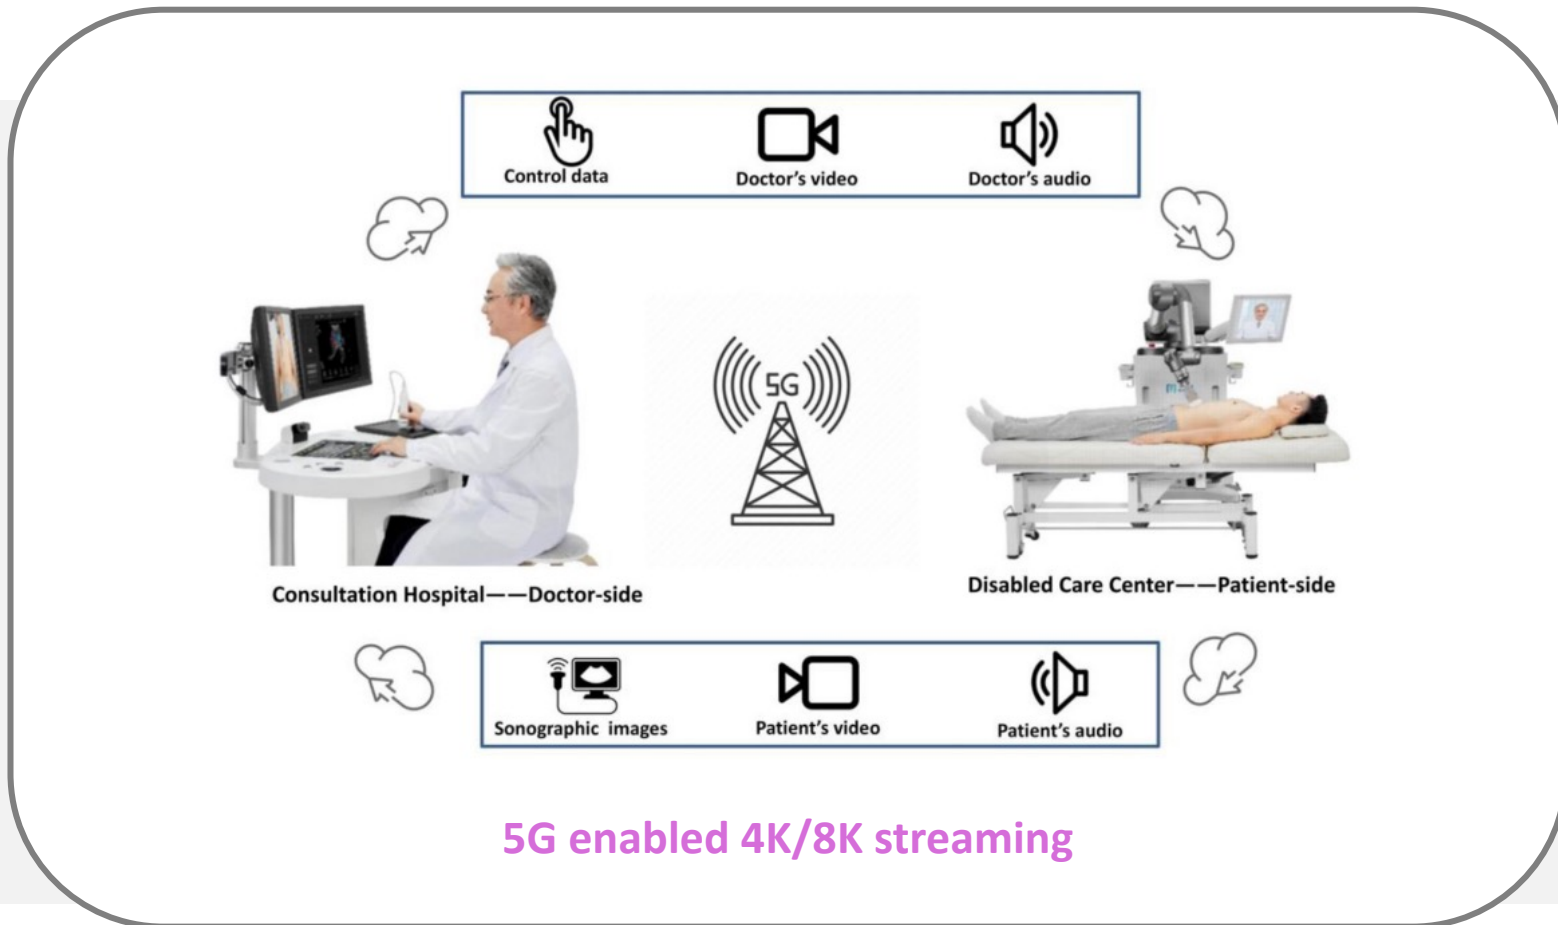 Control data
Doctor's video
Doctor's audio
5G
Consultation Hospital——Doctor-side
Disabled Care Center——Patient-side
Sonographic images
Patient's video
Patient's audio
5G enabled 4K/8K streaming